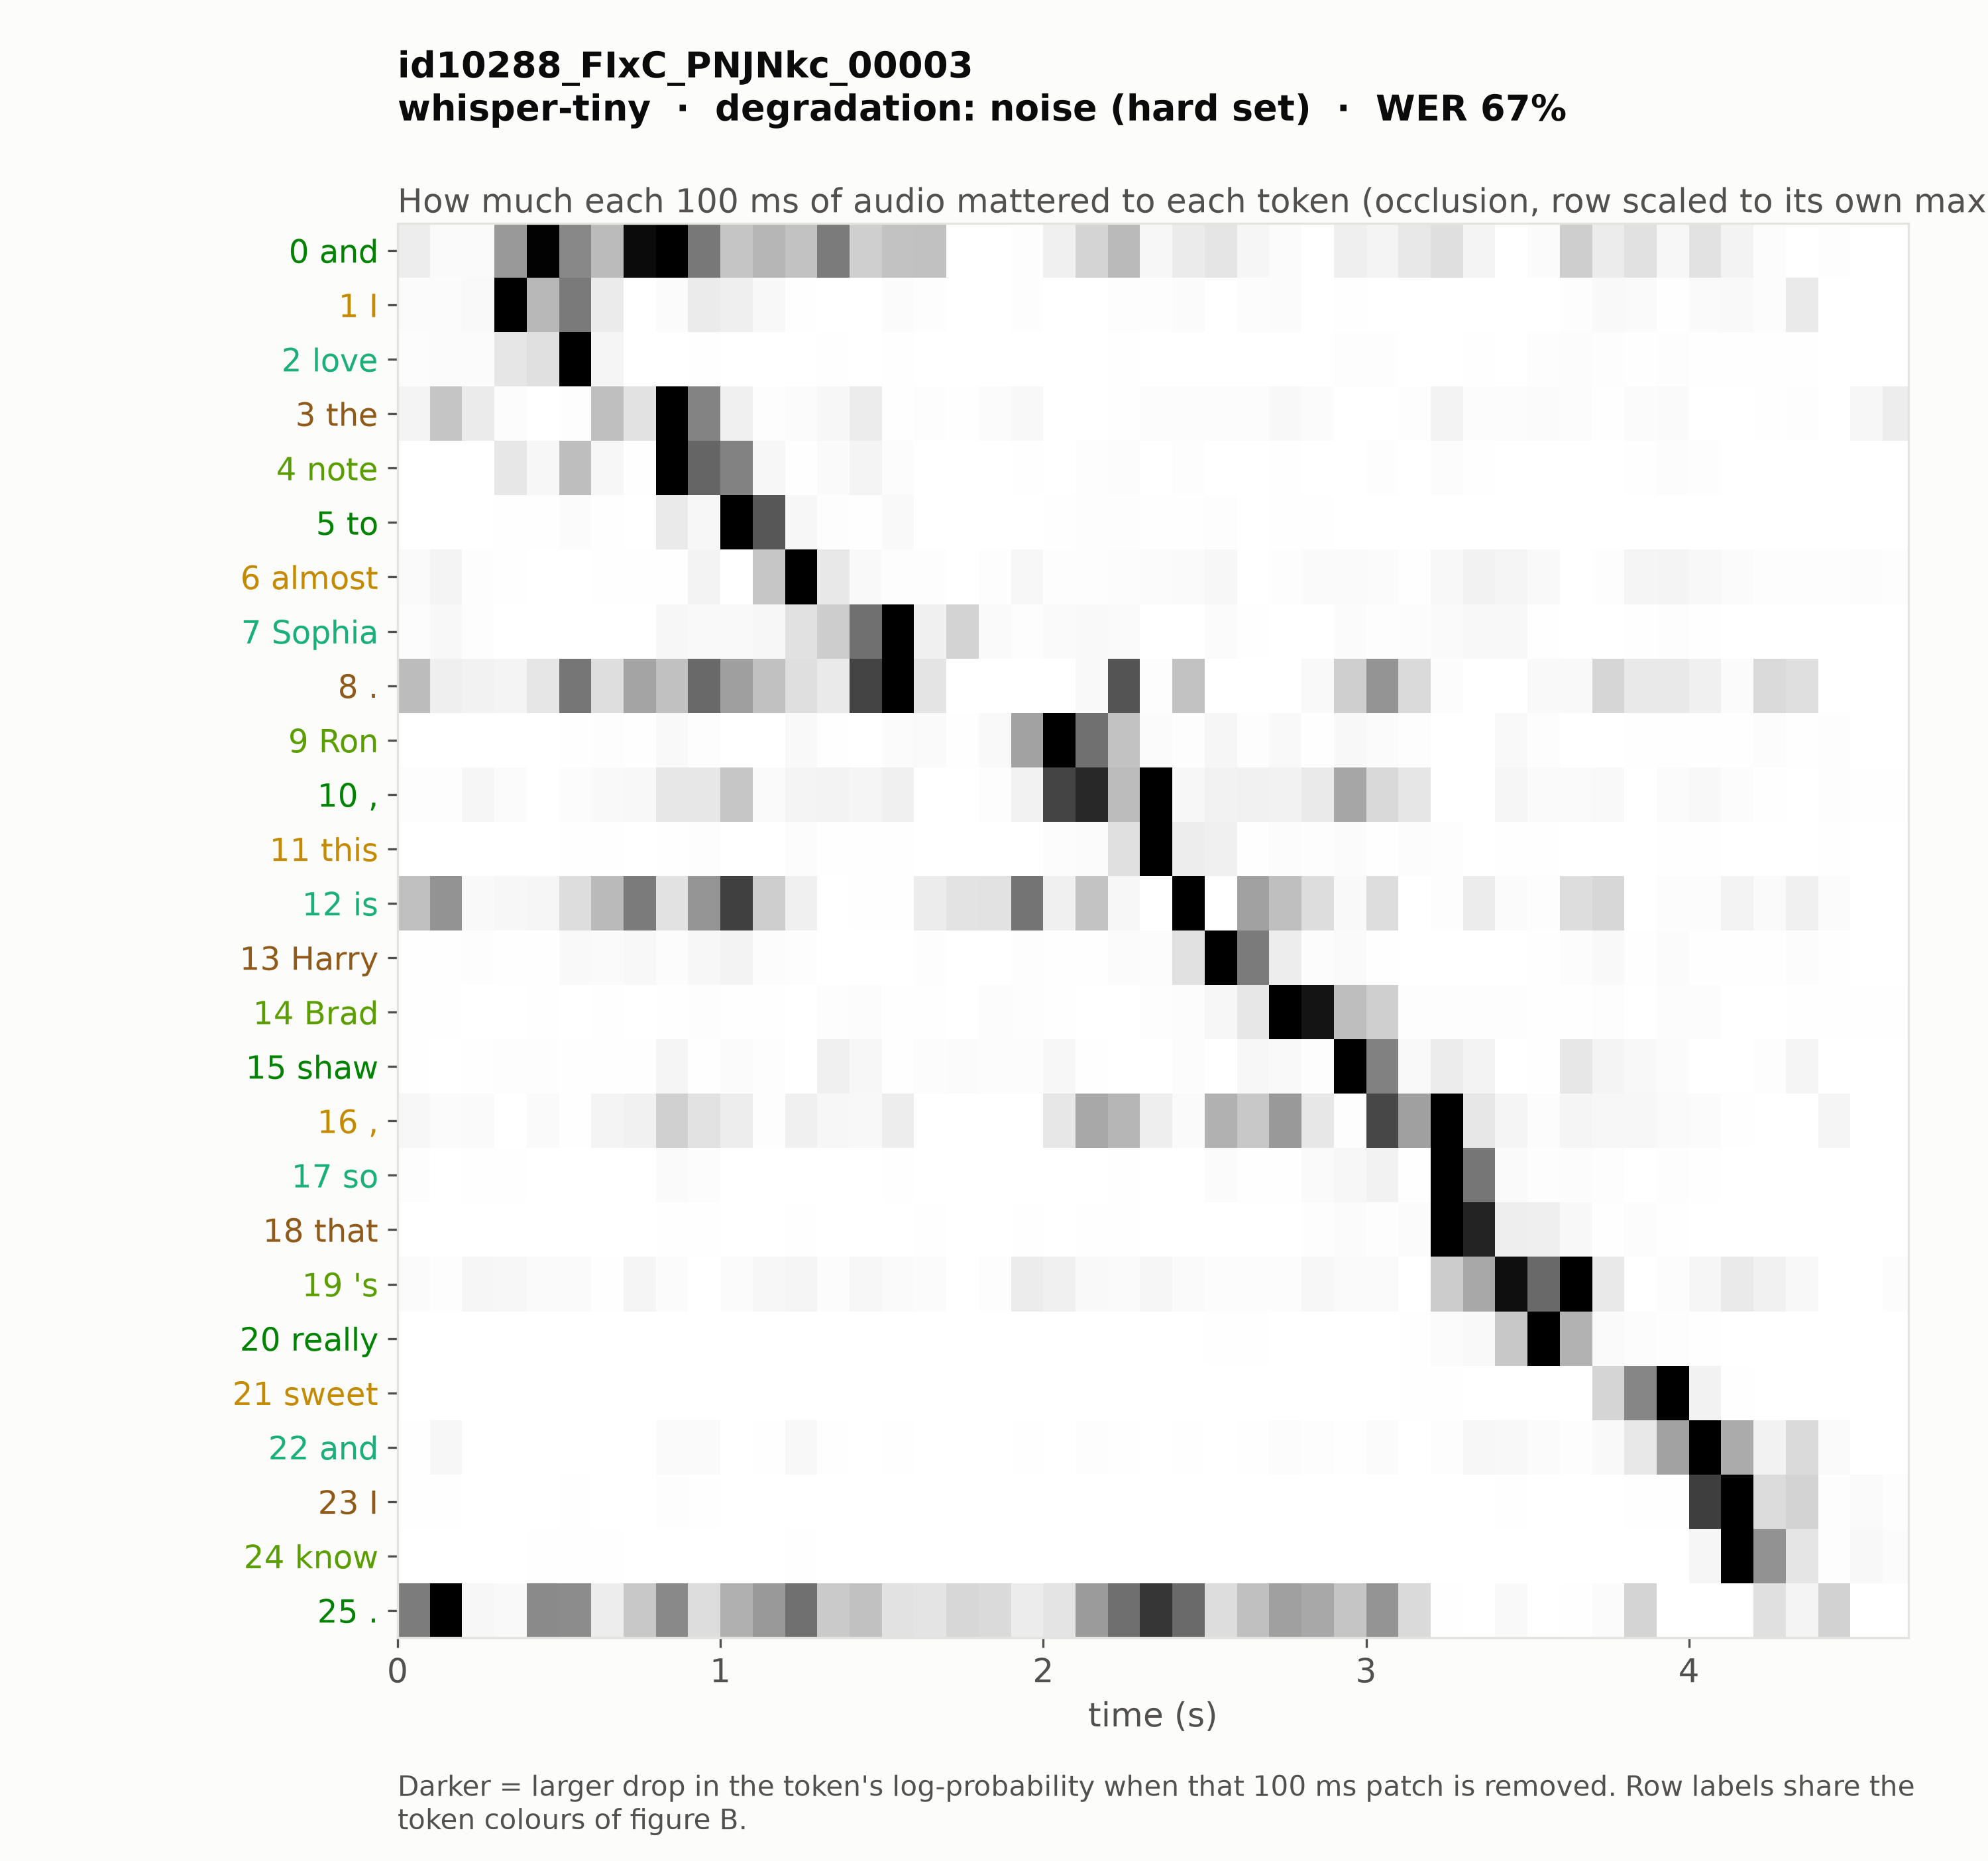 id10288_FIxC_PNJNkc_00003
whisper-tiny · degradation: noise (hard set) · WER 67%
How much each 100 ms of audio mattered to each token (occlusion, row scaled to its own max
0 and
1 I
2 love
3 the
4 note
5 to
6 almost
7 Sophia
8 .
9 Ron
10 ,
11 this
12 is
13 Harry
14 Brad
15 shaw
16 ,
17 so
18 that
19 's
20 really
21 sweet
22 and
23 I
24 know
25 .
0 1 2 3 4
time (s)
Darker = larger drop in the token's log-probability when that 100 ms patch is removed. Row labels share the
token colours of figure B.